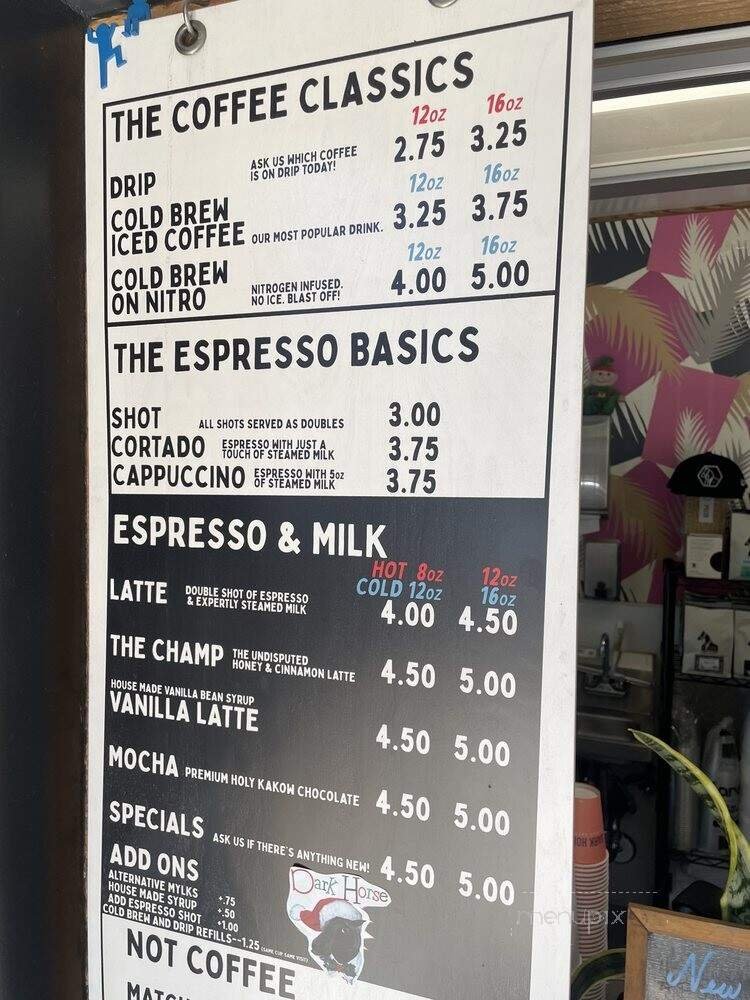 THE COFFEE CLASSICS
12oz 16oz
DRIP ASK US WHICH COFFEE IS ON DRIP TODAY! 2.75 3.25
12oz 16oz
COLD BREW
ICED COFFEE OUR MOST POPULAR DRINK. 3.25 3.75
12oz 16oz
COLD BREW
ON NITRO NITROGEN INFUSED. NO ICE. BLAST OFF! 4.00 5.00
THE ESPRESSO BASICS
SHOT ALL SHOTS SERVED AS DOUBLES 3.00
CORTADO ESPRESSO WITH JUST A TOUCH OF STEAMED MILK 3.75
CAPPUCCINO ESPRESSO WITH 5oz OF STEAMED MILK 3.75
ESPRESSO & MILK
HOT 8oz 12oz
COLD 12oz 16oz
LATTE DOUBLE SHOT OF ESPRESSO & EXPERTLY STEAMED MILK 4.00 4.50
THE CHAMP THE UNDISPUTED HONEY & CINNAMON LATTE 4.50 5.00
HOUSE MADE VANILLA BEAN SYRUP
VANILLA LATTE 4.50 5.00
MOCHA PREMIUM HOLY KAKOW CHOCOLATE 4.50 5.00
SPECIALS ASK US IF THERE'S ANYTHING NEW! 4.50 5.00
ADD ONS
ALTERNATIVE MYLKS +.75
HOUSE MADE SYRUP +.50
ADD ESPRESSO SHOT +1.00
COLD BREW AND DRIP REFILLS--1.25 (SAME CUP SAME VISIT)
Dark Horse
NOT COFFEE
menupix
New